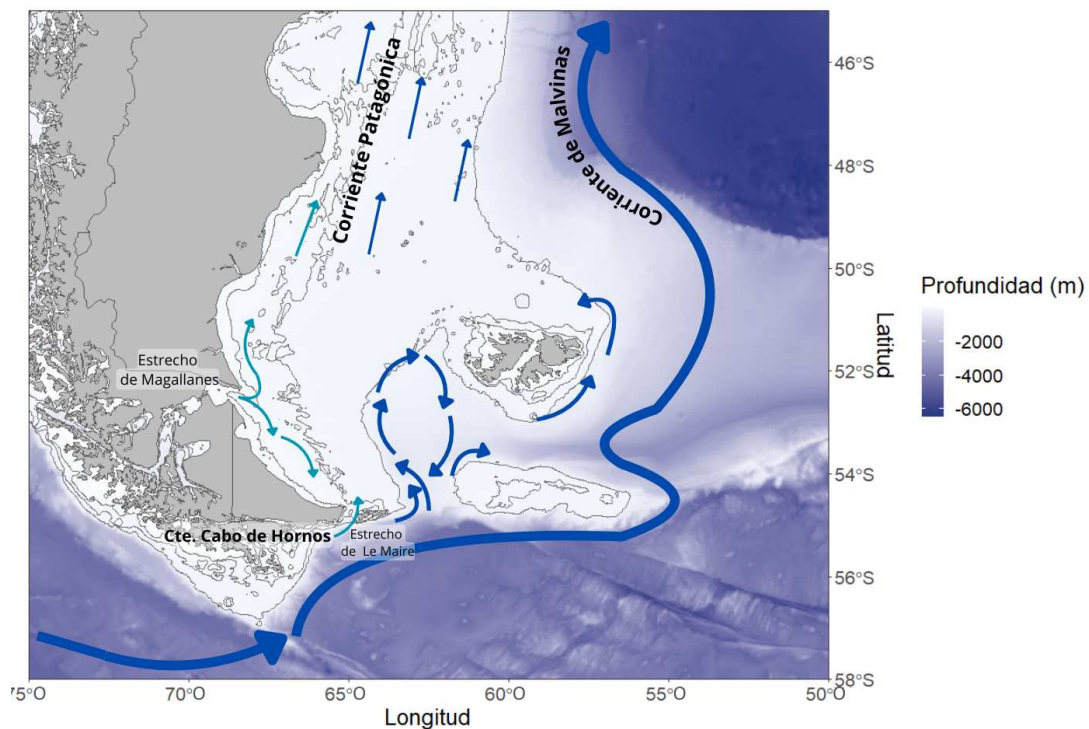 Corriente Patagónica
Corriente de Malvinas
Estrecho
de Magallanes
Cte. Cabo de Hornos
Estrecho
de Le Maire
46°S
48°S
50°S
52°S
54°S
56°S
58°S
Latitud
75°O
70°O
65°O
60°O
55°O
50°O
Longitud
Profundidad (m)
-2000
-4000
-6000